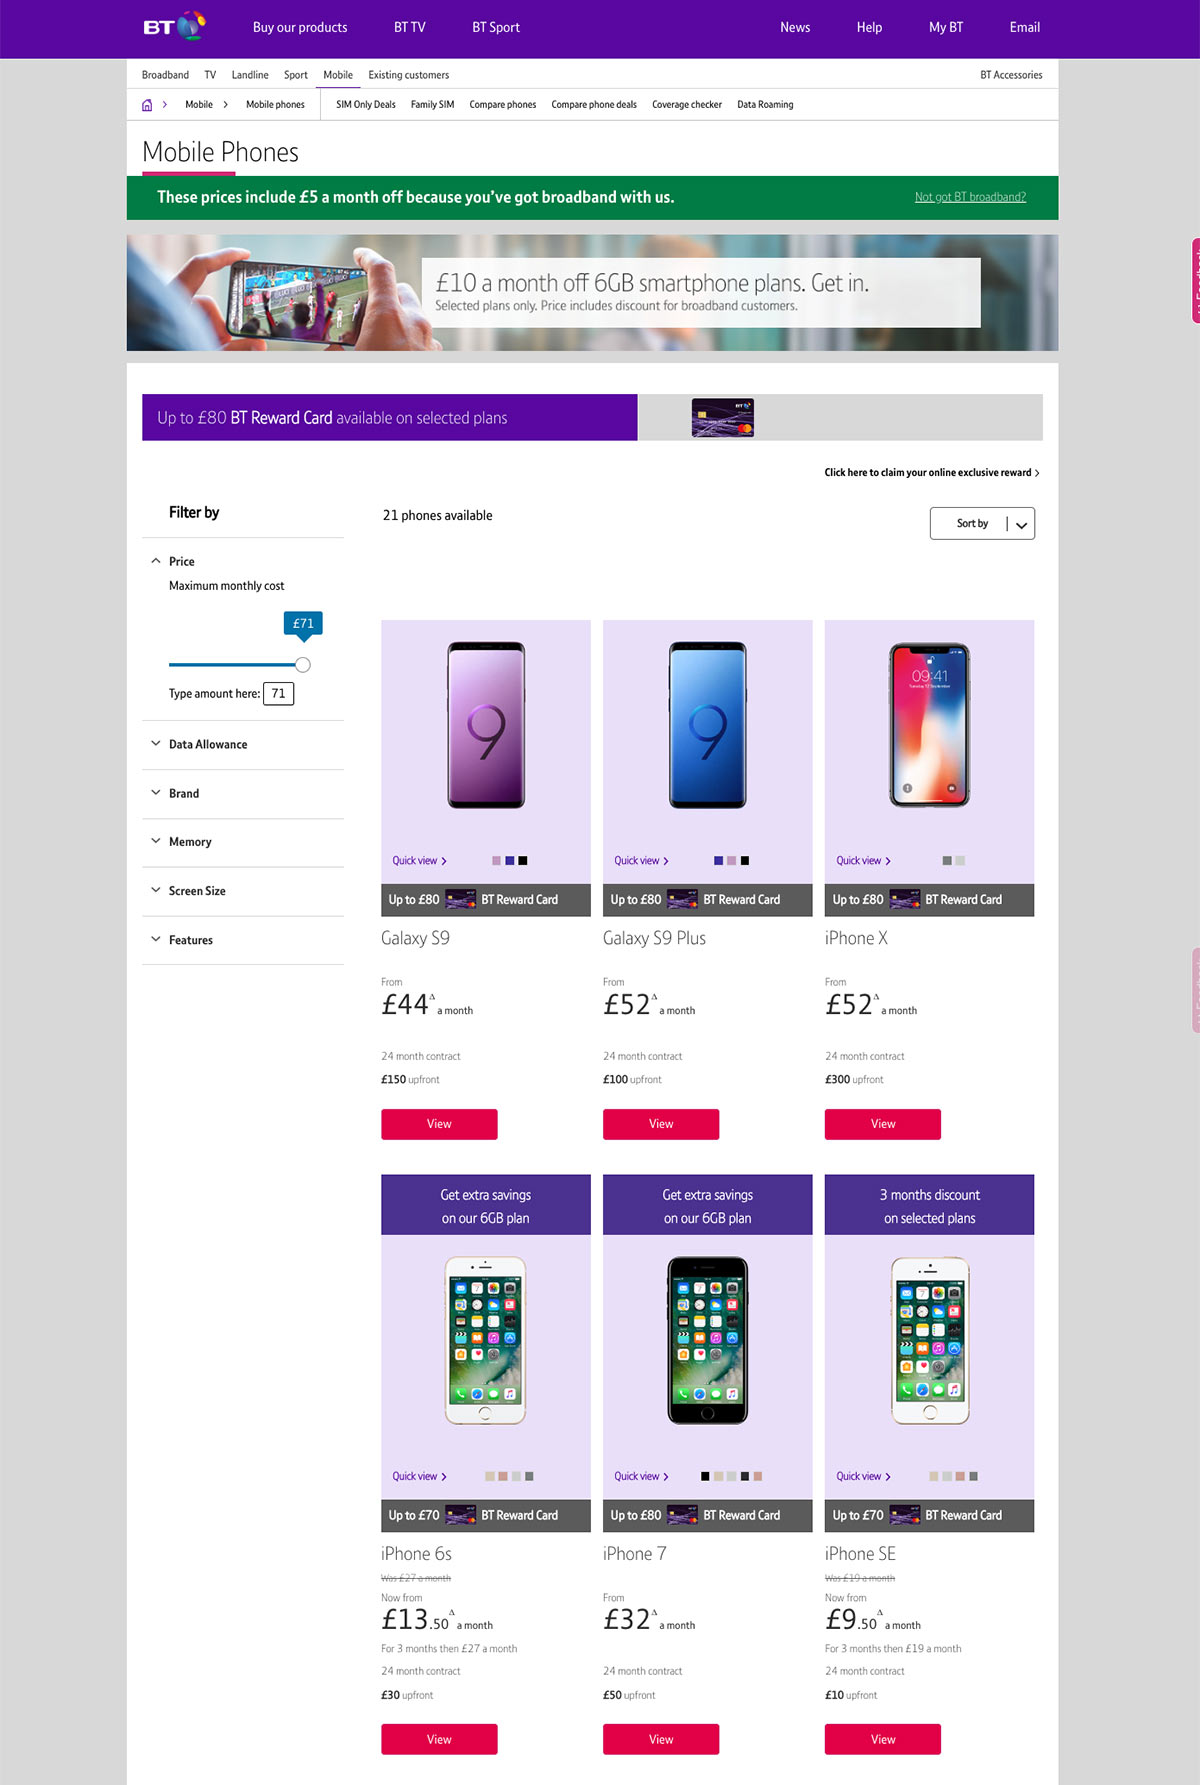 BT
Buy our products
BT TV
BT Sport
News
Help
My BT
Email
Broadband
TV
Landline
Sport
Mobile
Existing customers
BT Accessories
Mobile
Mobile phones
SIM Only Deals
Family SIM
Compare phones
Compare phone deals
Coverage checker
Data Roaming
Mobile Phones
These prices include £5 a month off because you've got broadband with us.
Not got BT broadband?
£10 a month off 6GB smartphone plans. Get in.
Selected plans only. Price includes discount for broadband customers.
Up to £80 BT Reward Card available on selected plans
Click here to claim your online exclusive reward
Filter by
21 phones available
Sort by
Price
Maximum monthly cost
£71
Type amount here: 71
Data Allowance
Brand
Memory
Screen Size
Features
9
9
09:41
Quick view
Quick view
Quick view
Up to £80 BT Reward Card
Up to £80 BT Reward Card
Up to £80 BT Reward Card
Galaxy S9
From
£44Δ a month
24 month contract
£150 upfront
View
Galaxy S9 Plus
From
£52Δ a month
24 month contract
£100 upfront
View
iPhone X
From
£52Δ a month
24 month contract
£300 upfront
View
Get extra savings
on our 6GB plan
Get extra savings
on our 6GB plan
3 months discount
on selected plans
Quick view
Quick view
Quick view
Up to £70 BT Reward Card
Up to £80 BT Reward Card
Up to £70 BT Reward Card
iPhone 6s
Was £27 a month
Now from
£13.50Δ a month
For 3 months then £27 a month
24 month contract
£30 upfront
View
iPhone 7
From
£32Δ a month
24 month contract
£50 upfront
View
iPhone SE
Was £19 a month
Now from
£9.50Δ a month
For 3 months then £19 a month
24 month contract
£10 upfront
View